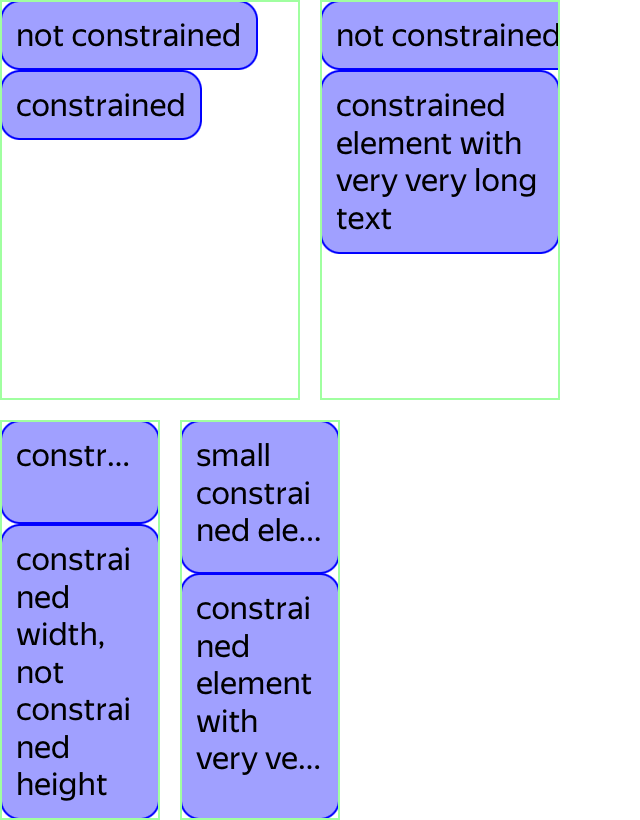 not constrained
constrained
not constrained
constrained
element with
very very long
text
constr...
constrai
ned
width,
not
constrai
ned
height
small
constrai
ned ele...
constrai
ned
element
with
very ve...